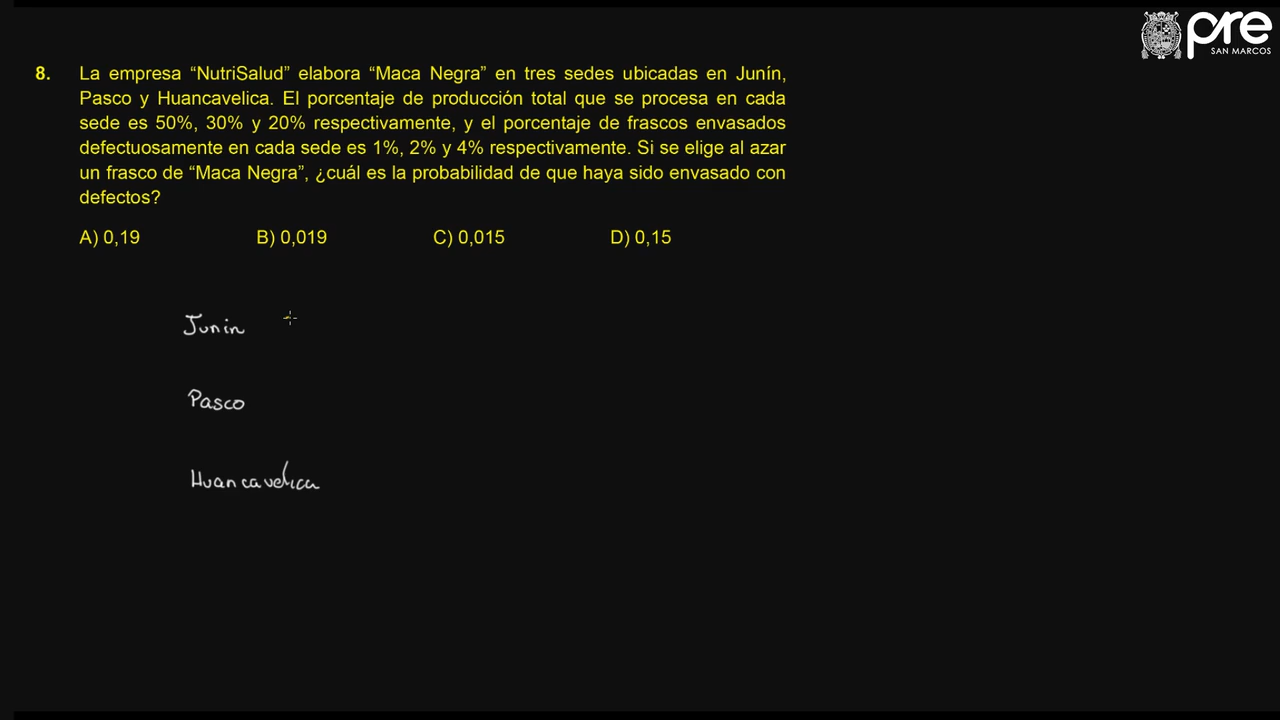 pre
SAN MARCOS
8. La empresa “NutriSalud” elabora “Maca Negra” en tres sedes ubicadas en Junín,
Pasco y Huancavelica. El porcentaje de producción total que se procesa en cada
sede es 50%, 30% y 20% respectivamente, y el porcentaje de frascos envasados
defectuosamente en cada sede es 1%, 2% y 4% respectivamente. Si se elige al azar
un frasco de “Maca Negra”, ¿cuál es la probabilidad de que haya sido envasado con
defectos?
A) 0,19 B) 0,019 C) 0,015 D) 0,15
Junin
Pasco
Huancavelica